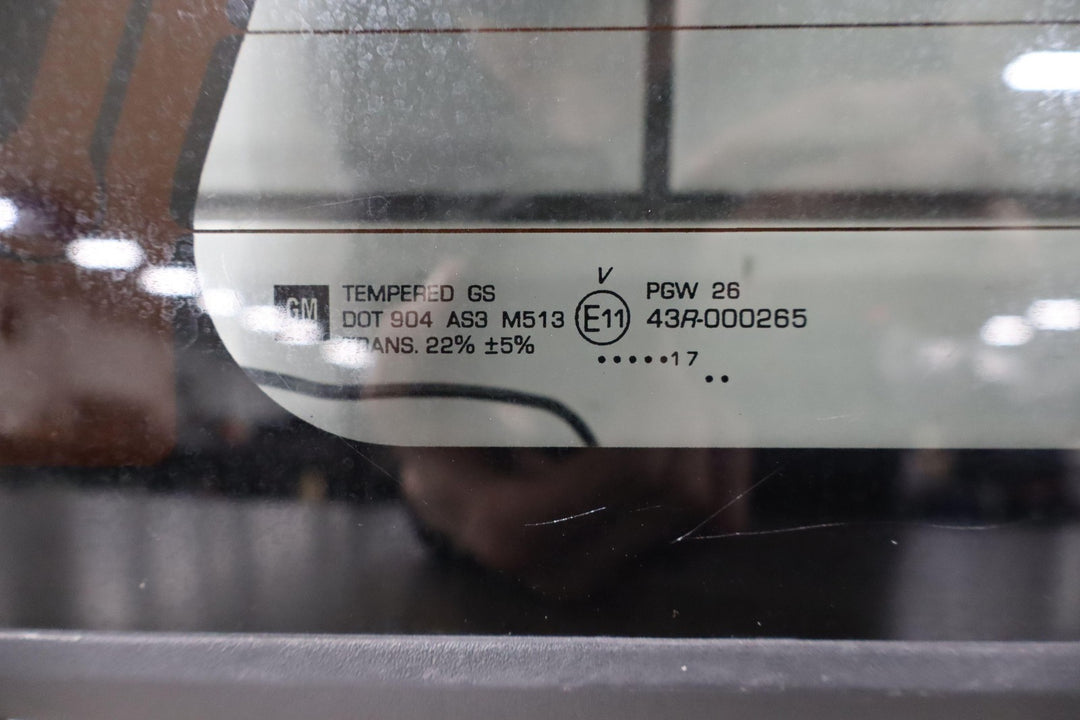 GM
TEMPERED GS
DOT 904 AS3 M513
TRANS. 22% ±5%
V
E11
PGW 26
43R-000265
•••••17
••